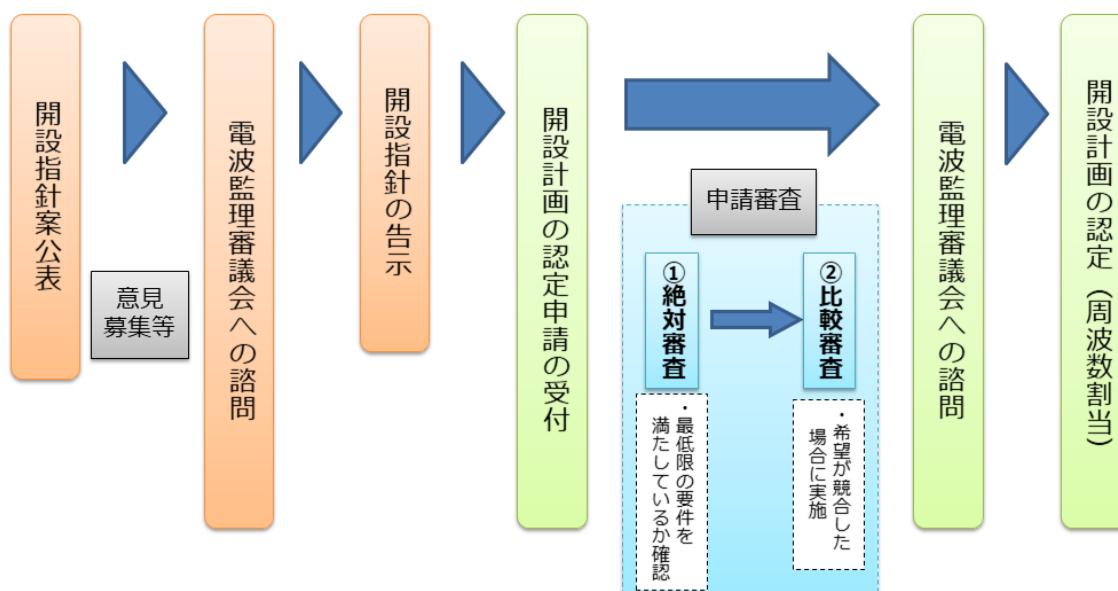 開設指針案公表
意見
募集等
電波監理審議会への諮問
開設指針の告示
開設計画の認定申請の受付
申請審査
①絶対審査
・最低限の要件を
満たしているか確認
②比較審査
・希望が競合した
場合に実施
電波監理審議会への諮問
開設計画の認定(周波数割当)